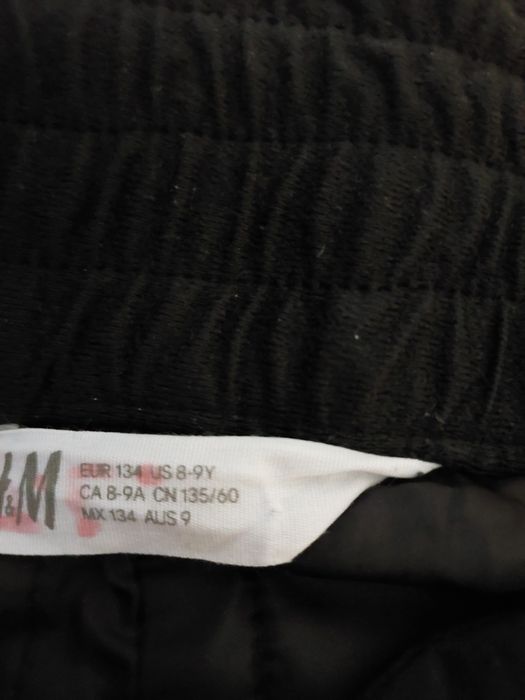 H&M
EUR 134 US 8-9Y
CA 8-9A CN 135/60
MX 134 AUS 9